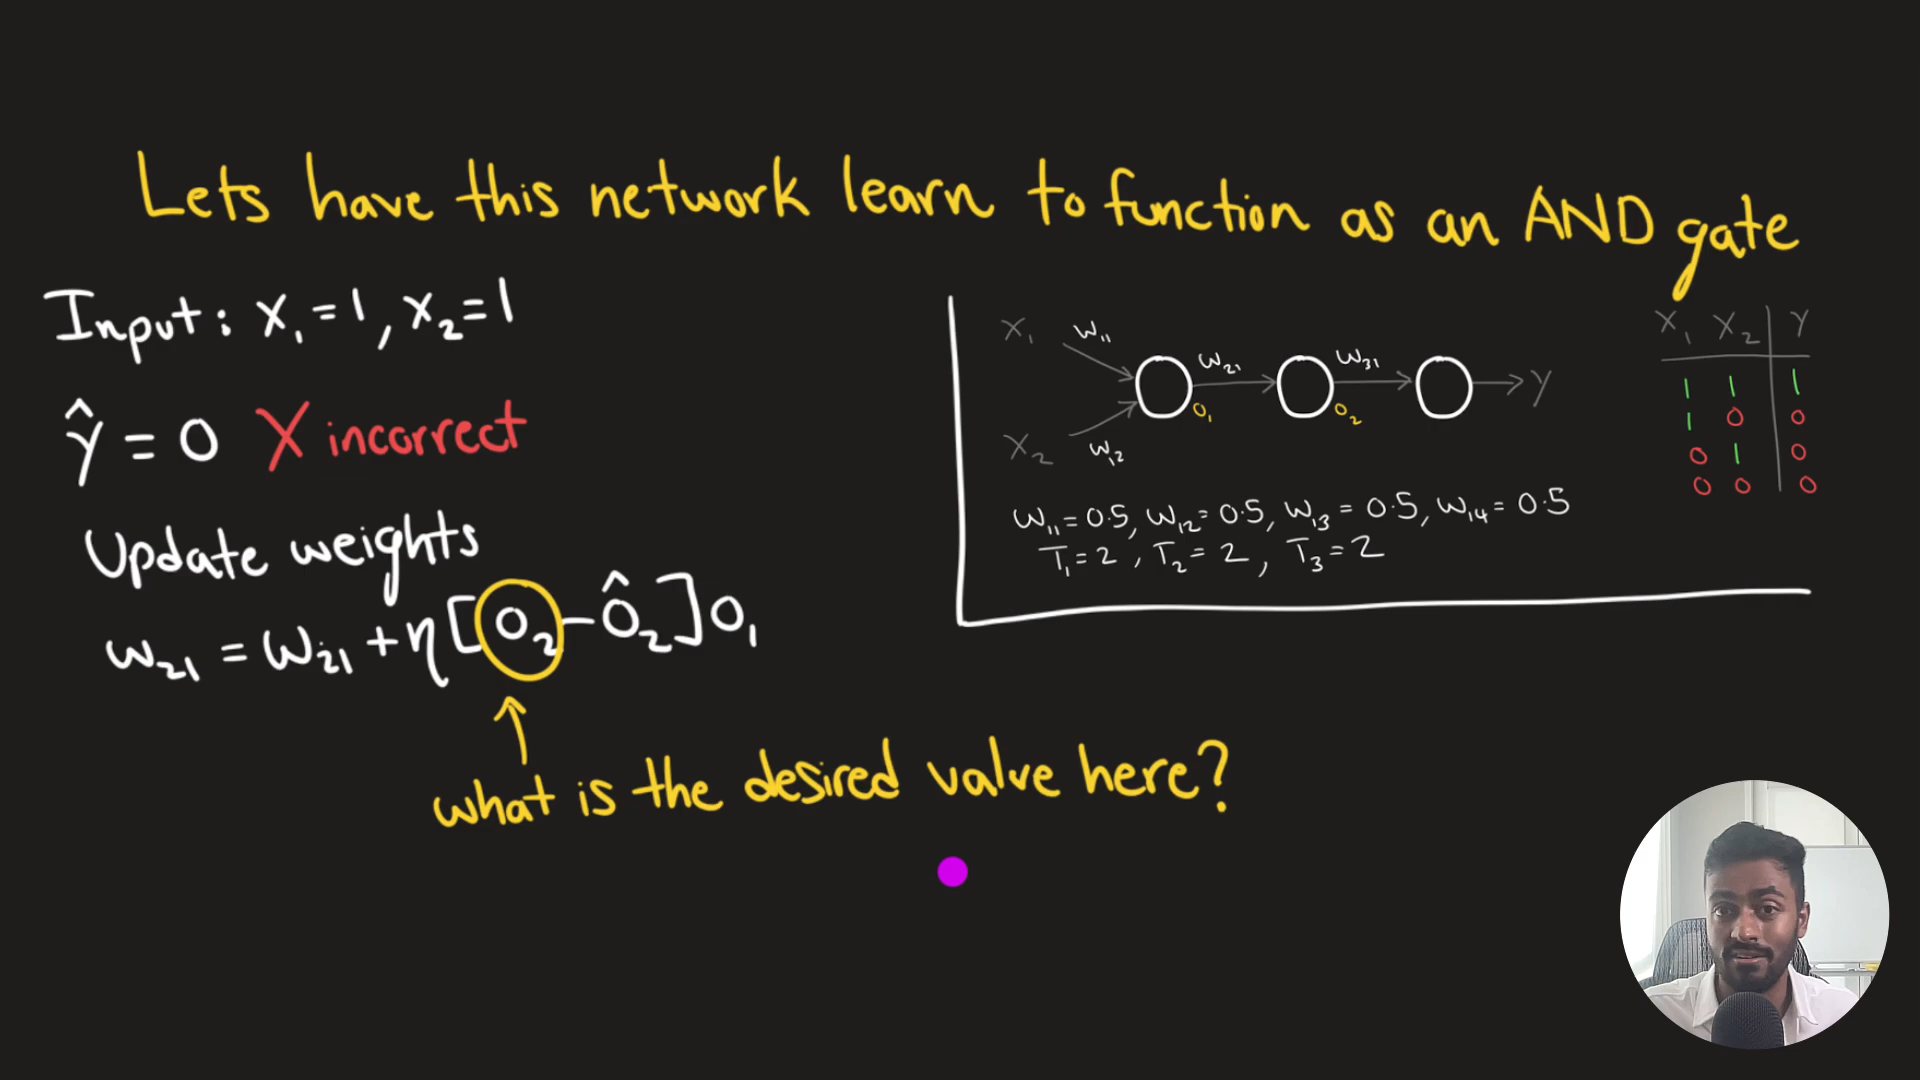 Lets have this network learn to function as an AND gate
Input: X₁ = 1, X₂ = 1
Ŷ = 0 X incorrect
Update weights
W₂₁ = W₂₁ + η[O₂ - Ô₂]O₁
what is the desired value here?
X₁ W₁₁
W₂₁ W₃₁
O₁ O₂ Y
X₂ W₁₂
W₁₁ = 0.5, W₁₂ = 0.5, W₁₃ = 0.5, W₁₄ = 0.5
T₁ = 2, T₂ = 2, T₃ = 2
X₁ X₂ Y
1 1 1
1 0 0
0 1 0
0 0 0